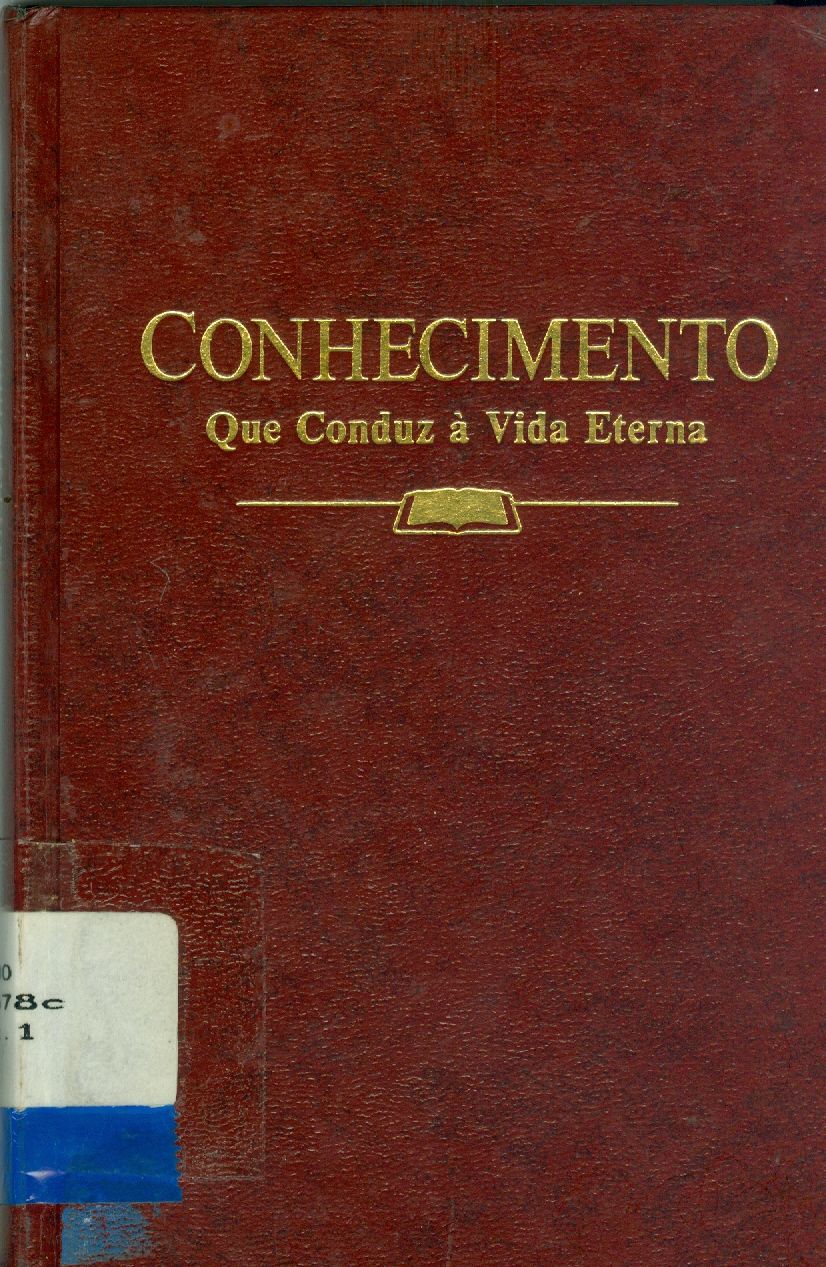 CONHECIMENTO
Que Conduz à Vida Eterna
78c
1